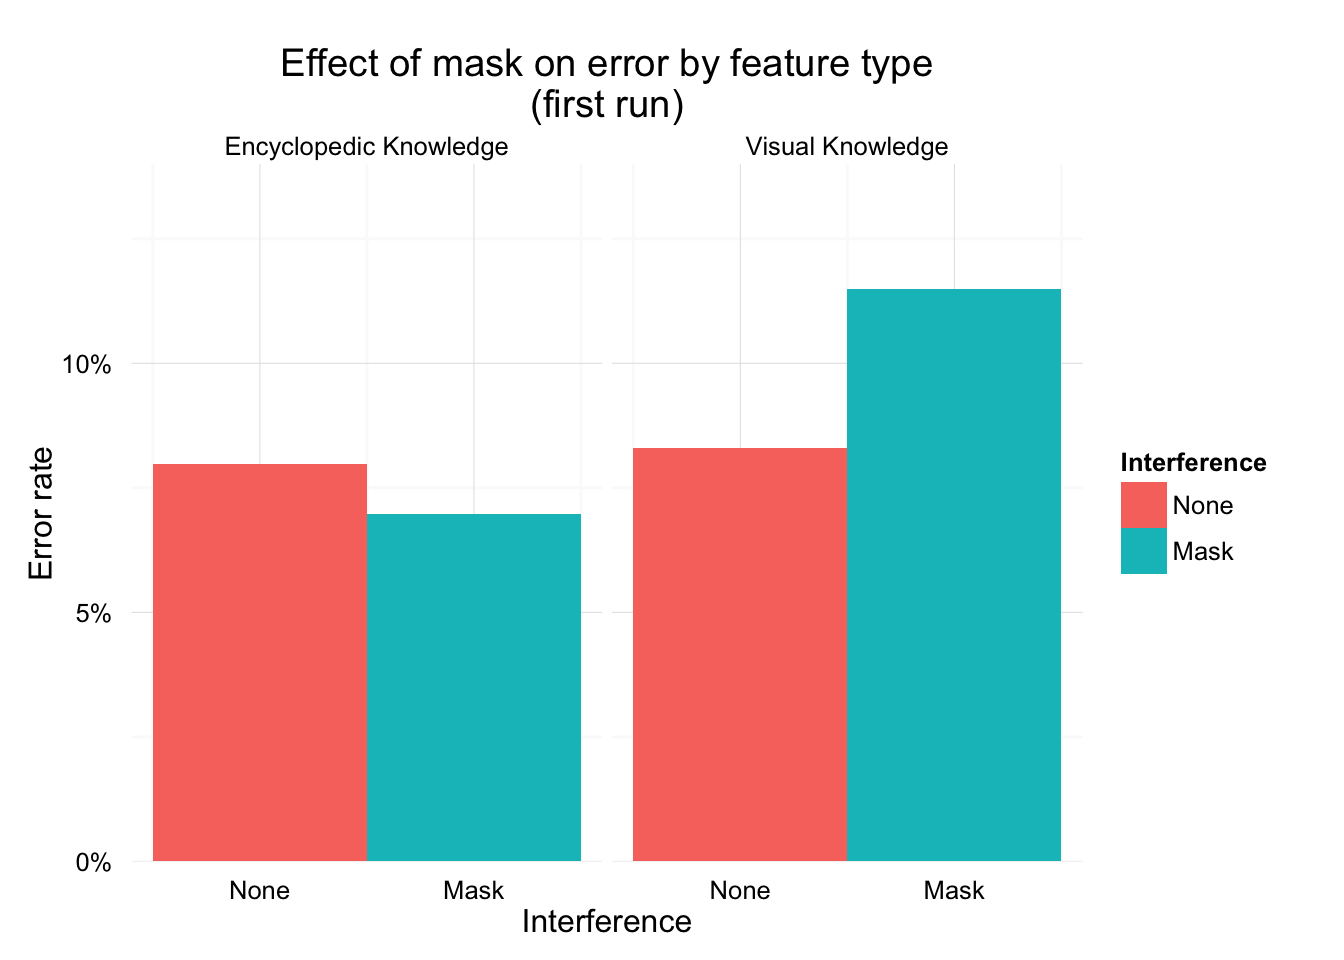 Effect of mask on error by feature type
(first run)
Encyclopedic Knowledge
Visual Knowledge
10%
5%
0%
Error rate
None
Mask
None
Mask
Interference
Interference
None
Mask